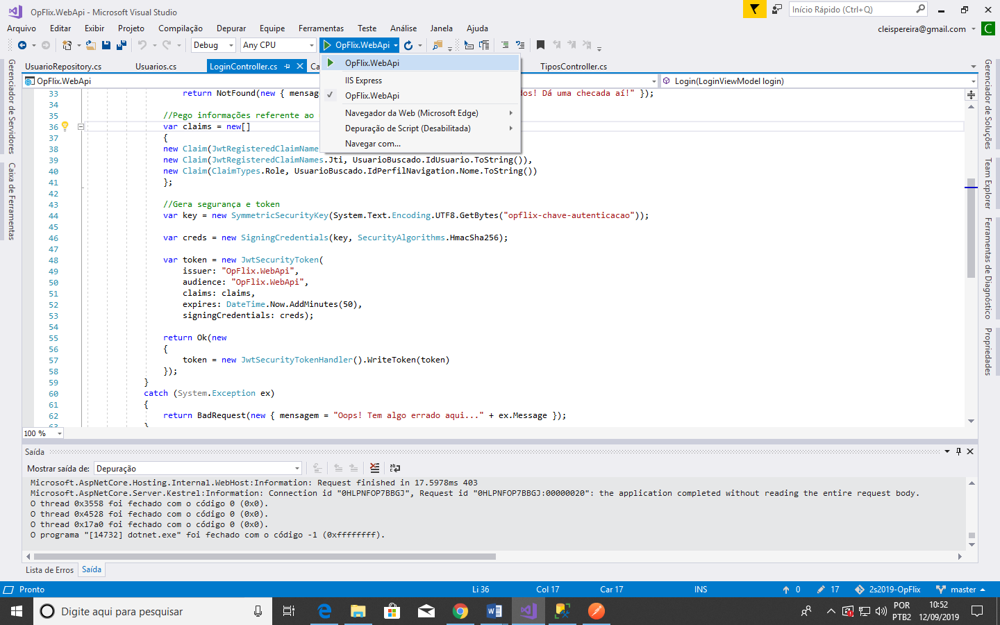 OpFlix.WebApi - Microsoft Visual Studio
Início Rápido (Ctrl+Q)
Arquivo Editar Exibir Projeto Compilação Depurar Equipe Ferramentas Teste Análise Janela Ajuda
cleispereira@gmail.com C
Debug Any CPU OpFlix.WebApi
UsuarioRepository.cs Usuarios.cs LoginController.cs Ca TiposController.cs
OpFlix.WebApi
Login(LoginViewModel login)
OpFlix.WebApi
IIS Express
OpFlix.WebApi
Navegador da Web (Microsoft Edge)
Depuração de Script (Desabilitada)
Navegar com...
Gerenciador de Servidores
Caixa de Ferramentas
33 return NotFound(new { mensag dos! Dá uma checada aí!" });
34
35 //Pego informações referente ao
36 var claims = new[]
37 {
38 new Claim(JwtRegisteredClaimNames.
39 new Claim(JwtRegisteredClaimNames.Jti, UsuarioBuscado.IdUsuario.ToString()),
40 new Claim(ClaimTypes.Role, UsuarioBuscado.IdPerfilNavigation.Nome.ToString())
41 };
42
43 //Gera segurança e token
44 var key = new SymmetricSecurityKey(System.Text.Encoding.UTF8.GetBytes("opflix-chave-autenticacao"));
45
46 var creds = new SigningCredentials(key, SecurityAlgorithms.HmacSha256);
47
48 var token = new JwtSecurityToken(
49 issuer: "OpFlix.WebApi",
50 audience: "OpFlix.WebApi",
51 claims: claims,
52 expires: DateTime.Now.AddMinutes(50),
53 signingCredentials: creds);
54
55 return Ok(new
56 {
57 token = new JwtSecurityTokenHandler().WriteToken(token)
58 });
59 }
60 catch (System.Exception ex)
61 {
62 return BadRequest(new { mensagem = "Oops! Tem algo errado aqui..." + ex.Message });
63 }
Gerenciador de Soluções
Team Explorer
Ferramentas de Diagnóstico
Propriedades
100 %
Saída
Mostrar saída de: Depuração
Microsoft.AspNetCore.Hosting.Internal.WebHost:Information: Request finished in 17.5978ms 403
Microsoft.AspNetCore.Server.Kestrel:Information: Connection id "0HLPNFOP7BBGJ", Request id "0HLPNFOP7BBGJ:00000020": the application completed without reading the entire request body.
O thread 0x3558 foi fechado com o código 0 (0x0).
O thread 0x4528 foi fechado com o código 0 (0x0).
O thread 0x17a0 foi fechado com o código 0 (0x0).
O programa "[14732] dotnet.exe" foi fechado com o código -1 (0xffffffff).
Lista de Erros Saída
Pronto Li 36 Col 17 Car 17 INS 0 17 2s2019-OpFlix master
Digite aqui para pesquisar
POR
PTB2
10:52
12/09/2019